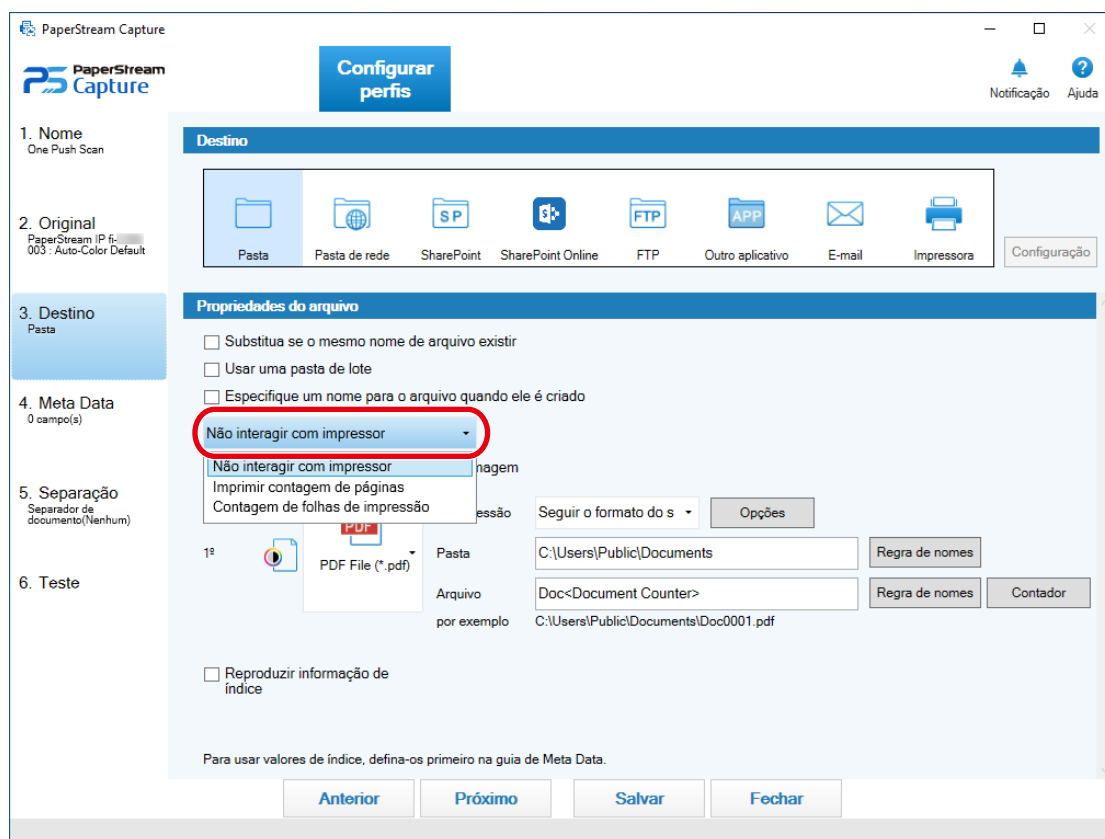 PaperStream Capture
PS PaperStream
Capture
Configurar
perfis
Notificação
Ajuda
1. Nome
One Push Scan
2. Original
PaperStream IP fi-
003 : Auto-Color Default
3. Destino
Pasta
4. Meta Data
0 campo(s)
5. Separação
Separador de
documento(Nenhum)
6. Teste
Destino
Pasta
Pasta de rede
SP
SharePoint
S
SharePoint Online
FTP
FTP
APP
Outro aplicativo
E-mail
Impressora
Configuração
Propriedades do arquivo
Substitua se o mesmo nome de arquivo existir
Usar uma pasta de lote
Especifique um nome para o arquivo quando ele é criado
Não interagir com impressor
Não interagir com impressor
Imprimir contagem de páginas
Contagem de folhas de impressão
magem
essão
Seguir o formato do s
Opções
1º
PDF
PDF File (*.pdf)
Pasta
C:\Users\Public\Documents
Regra de nomes
Arquivo
Doc<Document Counter>
Regra de nomes
Contador
por exemplo
C:\Users\Public\Documents\Doc0001.pdf
Reproduzir informação de
índice
Para usar valores de índice, defina-os primeiro na guia de Meta Data.
Anterior
Próximo
Salvar
Fechar